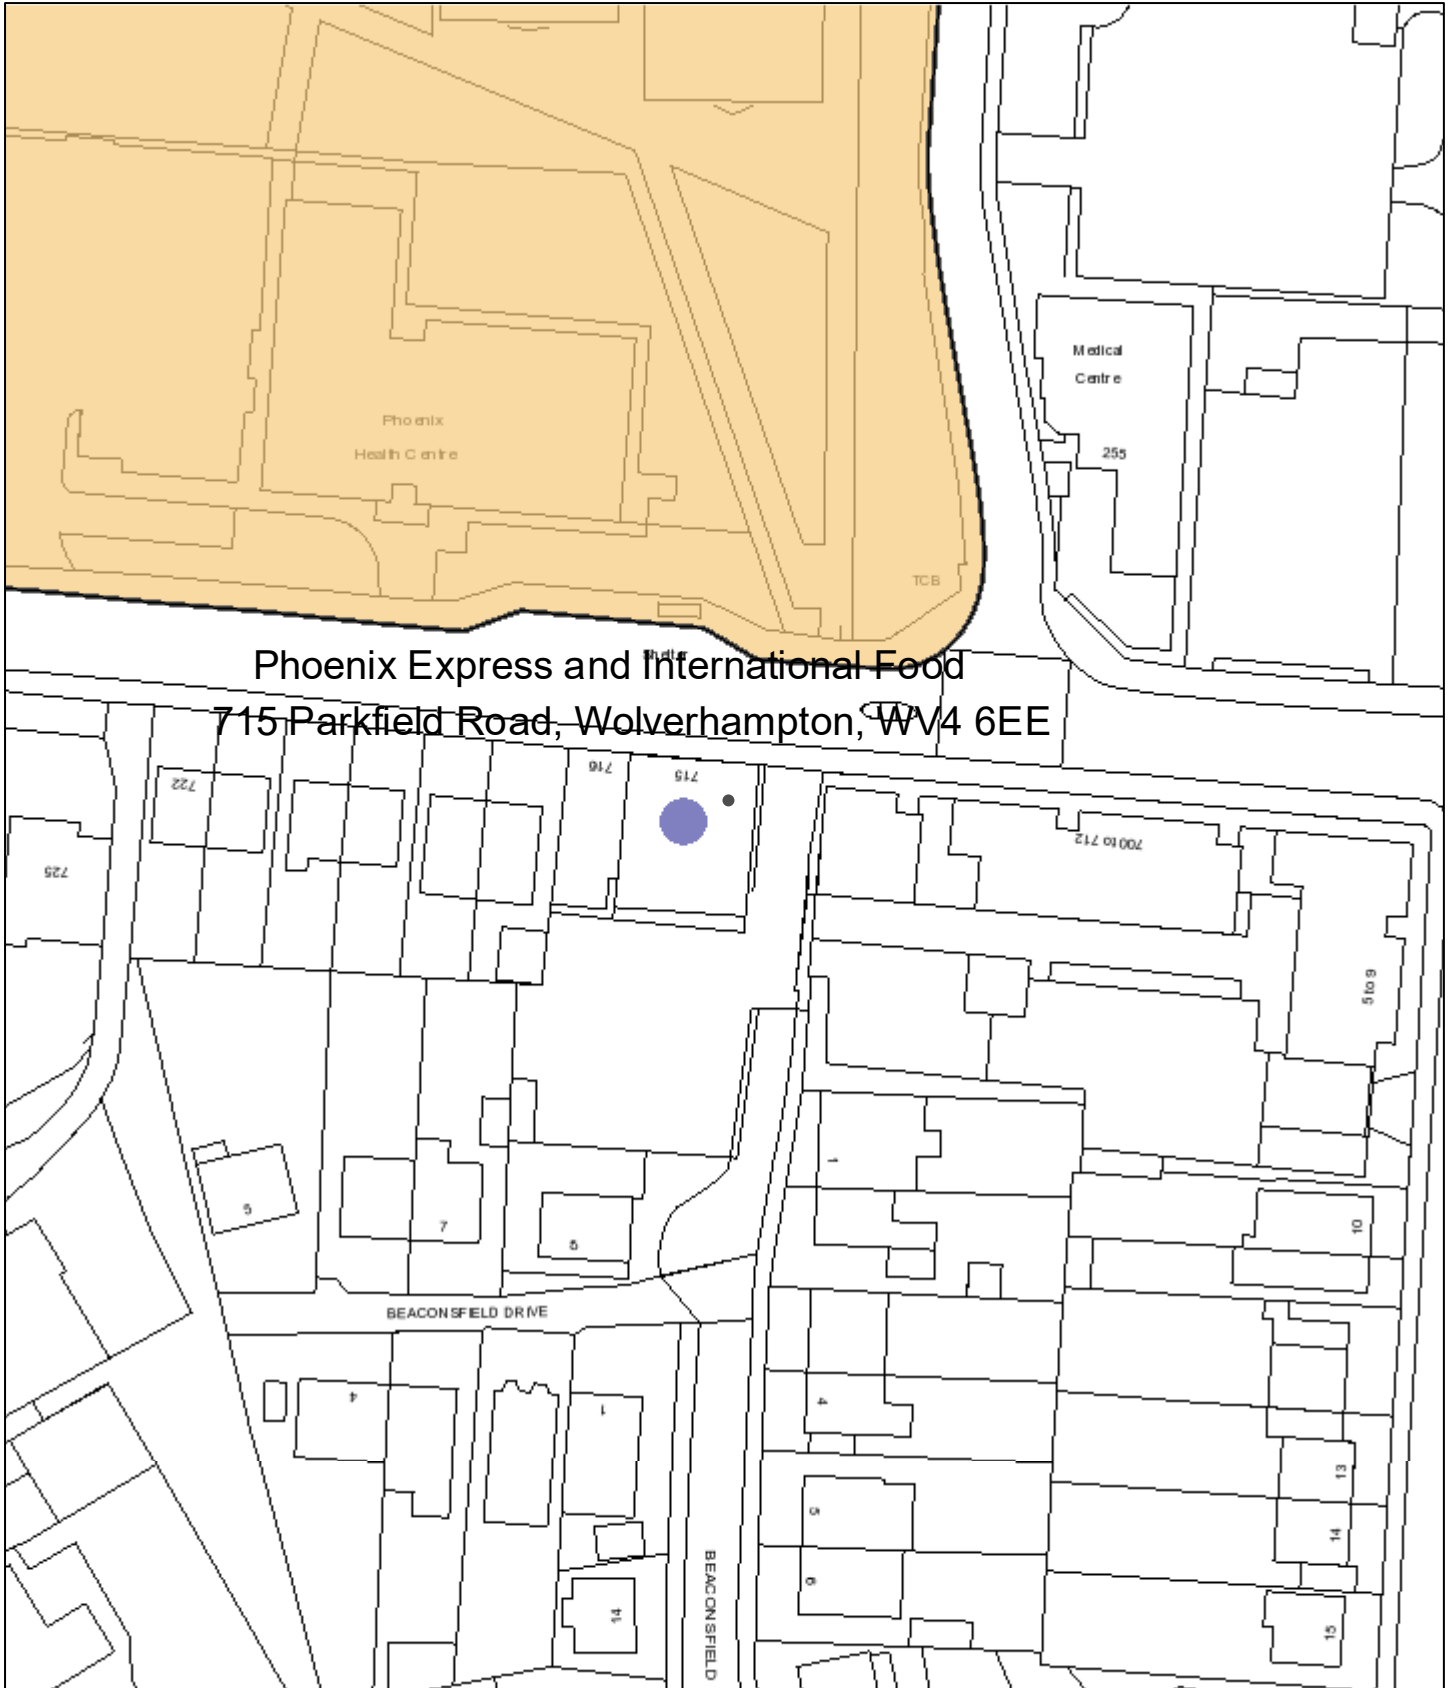 Medical
Centre
Phoenix
Health Centre
255
TCB
Shelter
Phoenix Express and International Food
715 Parkfield Road, Wolverhampton, WV4 6EE
716
715
722
700 to 712
725
5 to 9
1
5
7
6
10
BEACONSFIELD DRIVE
4
1
4
13
5
14
6
14
15
BEACONSFIELD